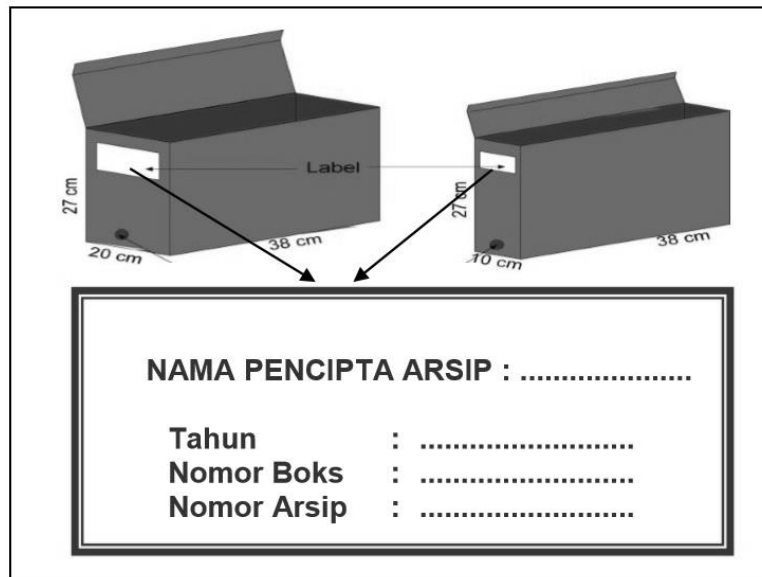 Label
27 cm
20 cm
38 cm
27 cm
10 cm
38 cm
NAMA PENCIPTA ARSIP : .....................
Tahun : ..........................
Nomor Boks : ..........................
Nomor Arsip : ..........................